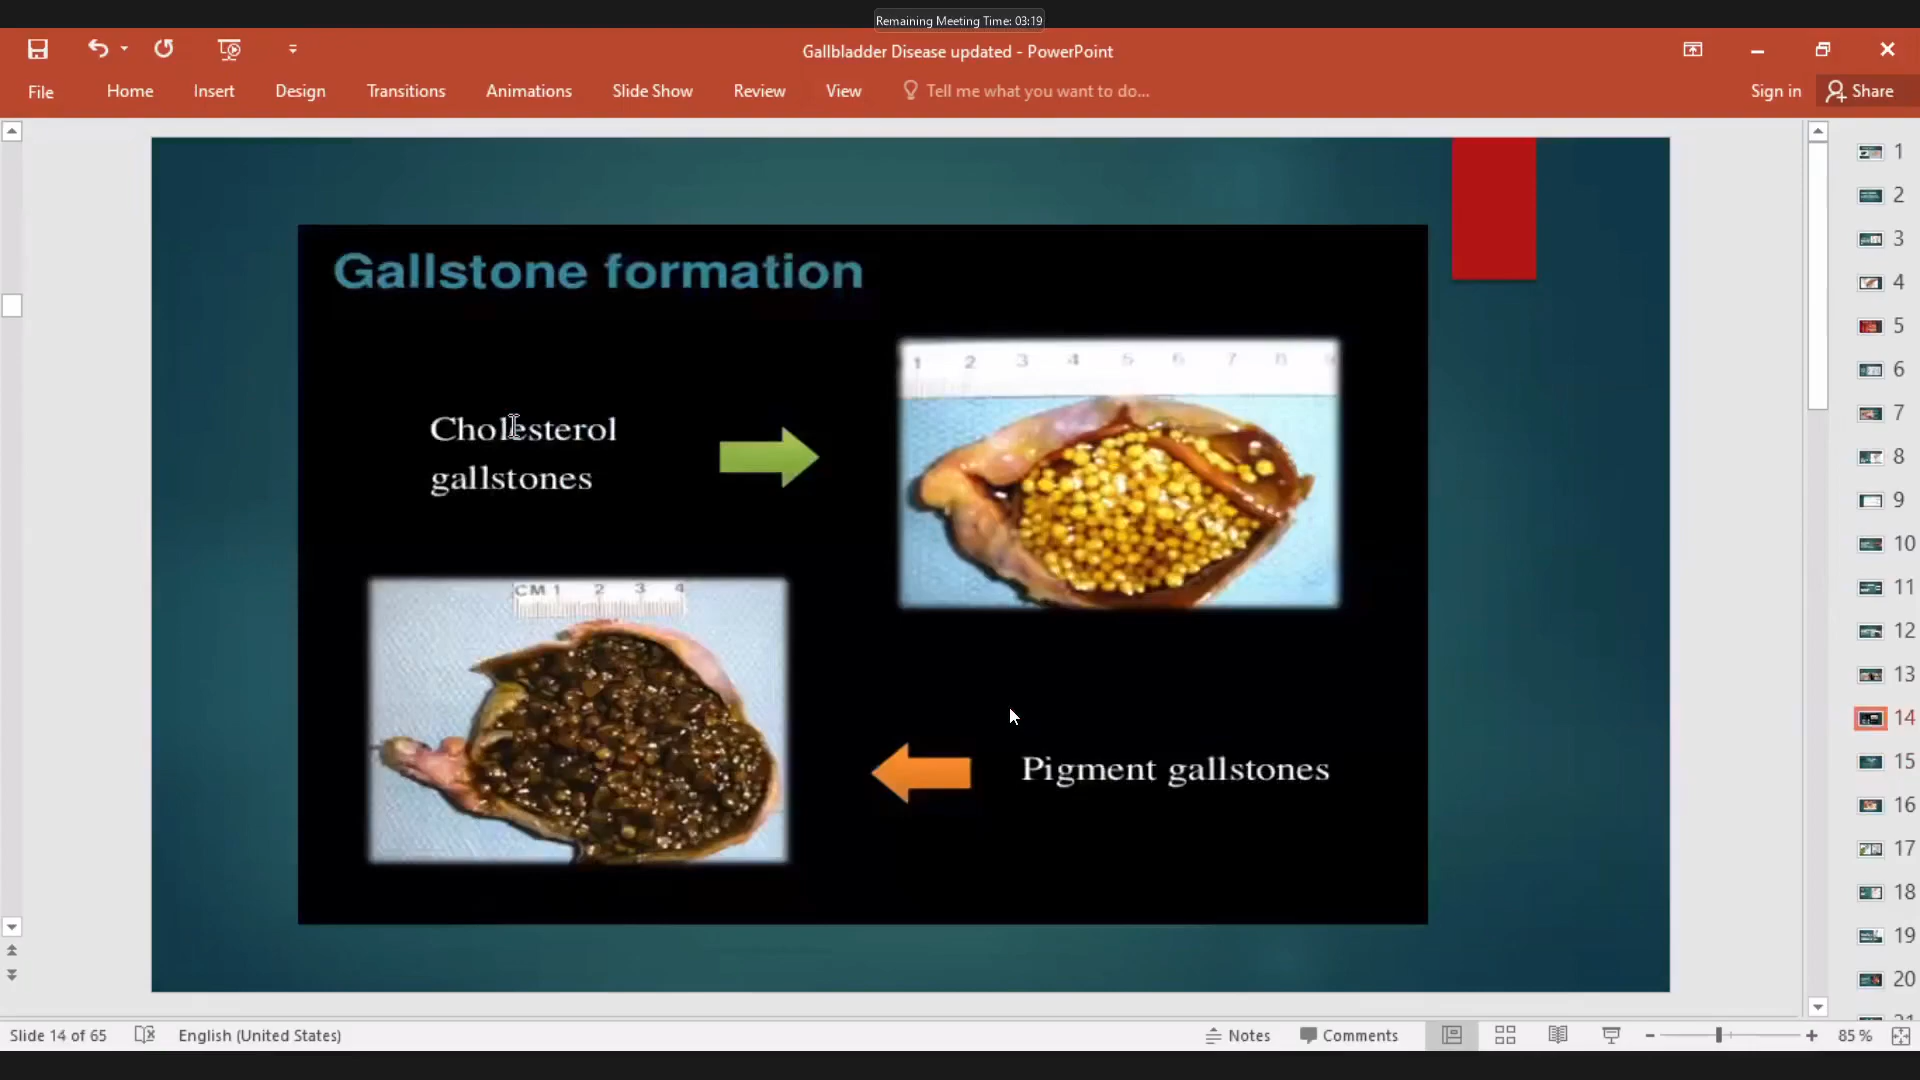 Remaining Meeting Time: 03:19
Gallbladder Disease updated - PowerPoint
File Home Insert Design Transitions Animations Slide Show Review View Tell me what you want to do... Sign in Share
Gallstone formation
1 2 3 4 5 6 7 8
Cholesterol
gallstones
CM 1 2 3 4
Pigment gallstones
1
2
3
4
5
6
7
8
9
10
11
12
13
14
15
16
17
18
19
20
Slide 14 of 65 English (United States) Notes Comments 85 %